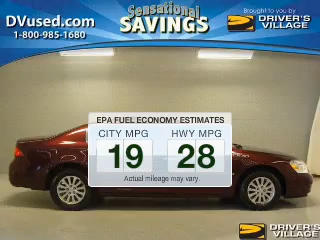 DVused.com
1-800-985-1680
Sensational
SAVINGS
Brought to you by
DRIVER'S
VILLAGE
EPA FUEL ECONOMY ESTIMATES
CITY MPG HWY MPG
19 28
Actual mileage may vary.
DRIVER'S
VILLAGE